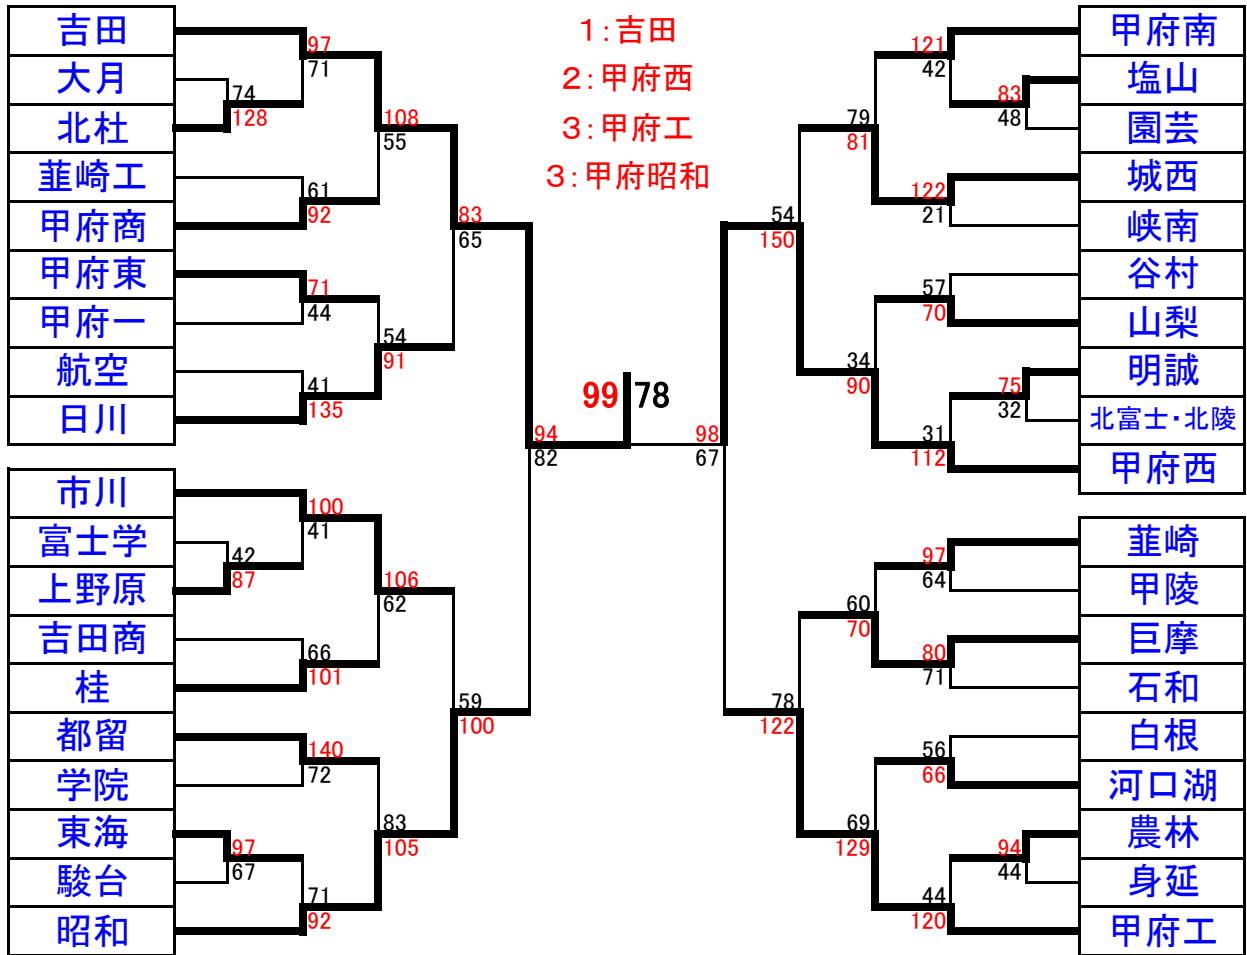 吉田
大月
北杜
韮崎工
甲府商
甲府東
甲府一
航空
日川
市川
富士学
上野原
吉田商
桂
都留
学院
東海
駿台
昭和
97
71
74
128
108
55
61
92
83
65
71
44
54
91
41
135
94
82
100
41
42
87
106
62
66
101
59
100
140
72
83
105
97
67
71
92
1:吉田
2:甲府西
3:甲府工
3:甲府昭和
99
78
121
42
83
48
79
81
122
21
54
150
57
70
34
90
75
32
31
112
98
67
97
64
60
70
80
71
78
122
56
66
69
129
94
44
44
120
甲府南
塩山
園芸
城西
峡南
谷村
山梨
明誠
北富士・北陵
甲府西
韮崎
甲陵
巨摩
石和
白根
河口湖
農林
身延
甲府工